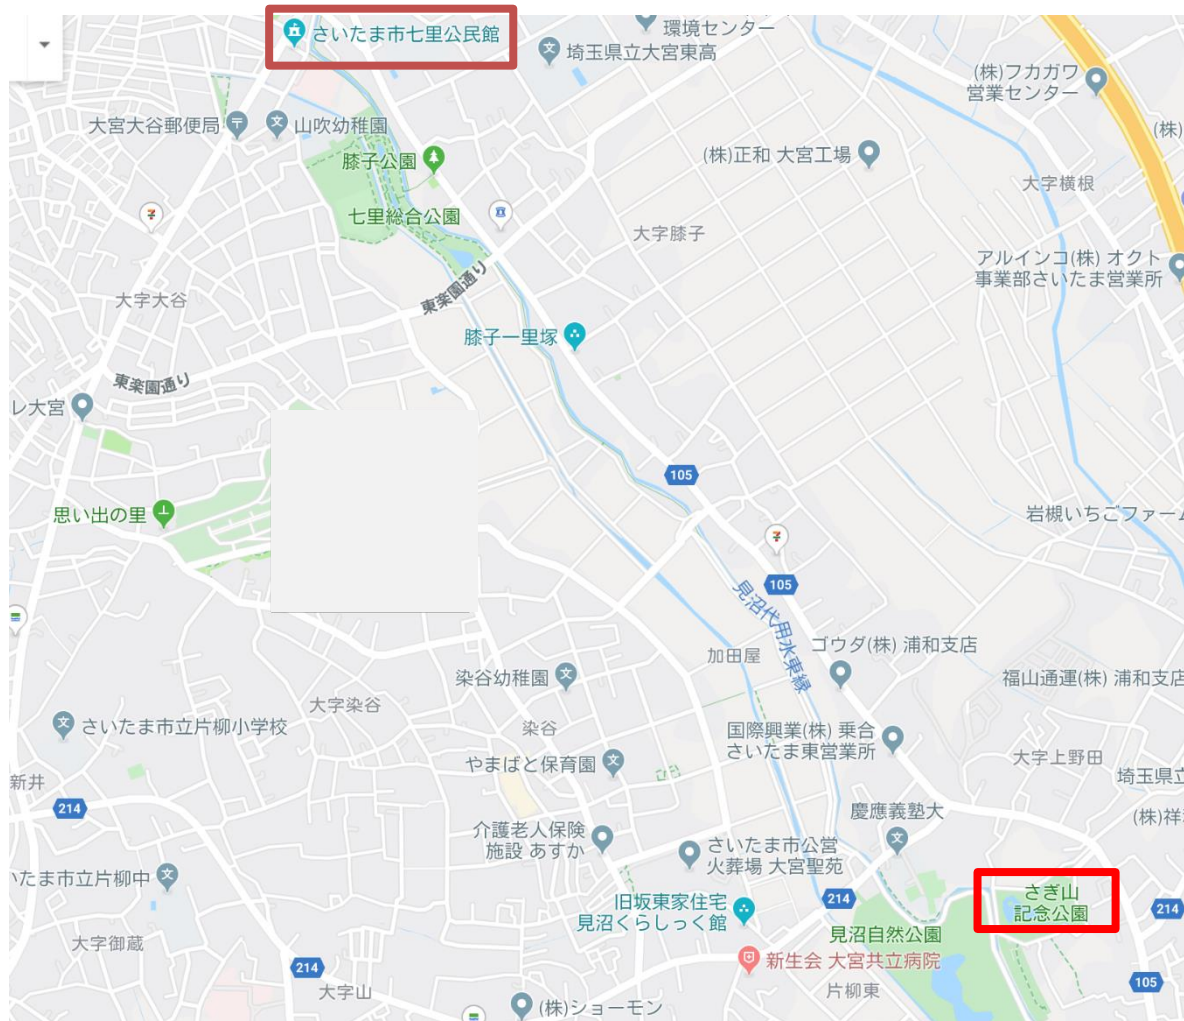 さいたま市七里公民館
環境センター
埼玉県立大宮東高
(株)フカガワ
営業センター
(株)
大宮大谷郵便局
山吹幼稚園
膝子公園
(株)正和 大宮工場
大字横根
七里総合公園
大字膝子
アルインコ(株) オクト
事業部さいたま営業所
東楽園通り
大字大谷
膝子一里塚
東楽園通り
レ大宮
105
思い出の里
岩槻いちごファーム
105
見沼代用水東縁
加田屋
ゴウダ(株) 浦和支店
染谷幼稚園
福山通運(株) 浦和支店
大字染谷
さいたま市立片柳小学校
染谷
国際興業(株) 乗合
さいたま東営業所
やまばと保育園
大字上野田
新井
埼玉県立
214
慶應義塾大
(株)祥
介護老人保険
施設 あすか
さいたま市公営
火葬場 大宮聖苑
いたま市立片柳中
さぎ山
記念公園
旧坂東家住宅
見沼くらしっく館
214
214
見沼自然公園
大字御蔵
新生会 大宮共立病院
214
105
大字山
片柳東
(株)ショーモン